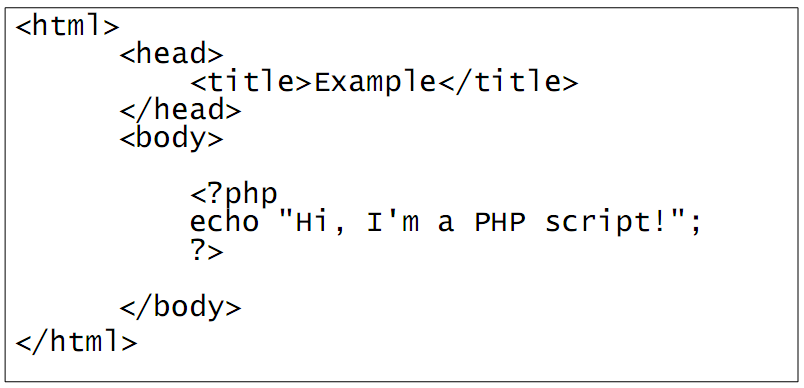 <html>
<head>
<title>Example</title>
</head>
<body>
<?php
echo "Hi, I'm a PHP script!";
?>
</body>
</html>